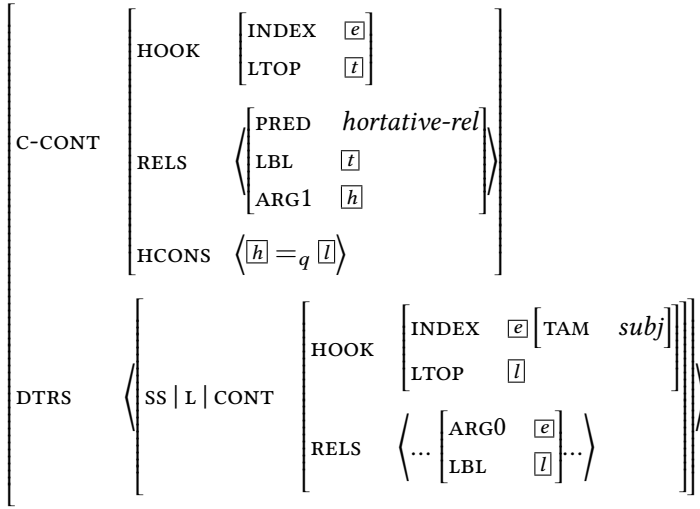 INDEX e
HOOK
LTOP t
PRED hortative-rel
C-CONT RELS ⟨ LBL t ⟩
ARG1 h
HCONS ⟨ h =q l ⟩
INDEX e [TAM subj]
HOOK
LTOP l
DTRS ⟨ SS | L | CONT ⟩
ARG0 e
RELS ⟨... ...⟩
LBL l